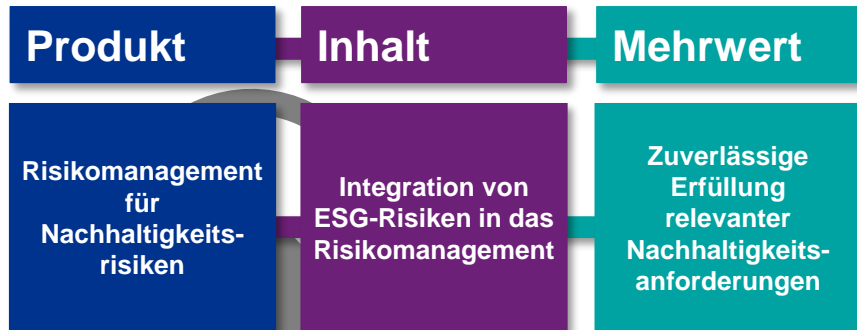 Produkt
Inhalt
Mehrwert
Risikomanagement
für
Nachhaltigkeits-
risiken
Integration von
ESG-Risiken in das
Risikomanagement
Zuverlässige
Erfüllung
relevanter
Nachhaltigkeits-
anforderungen